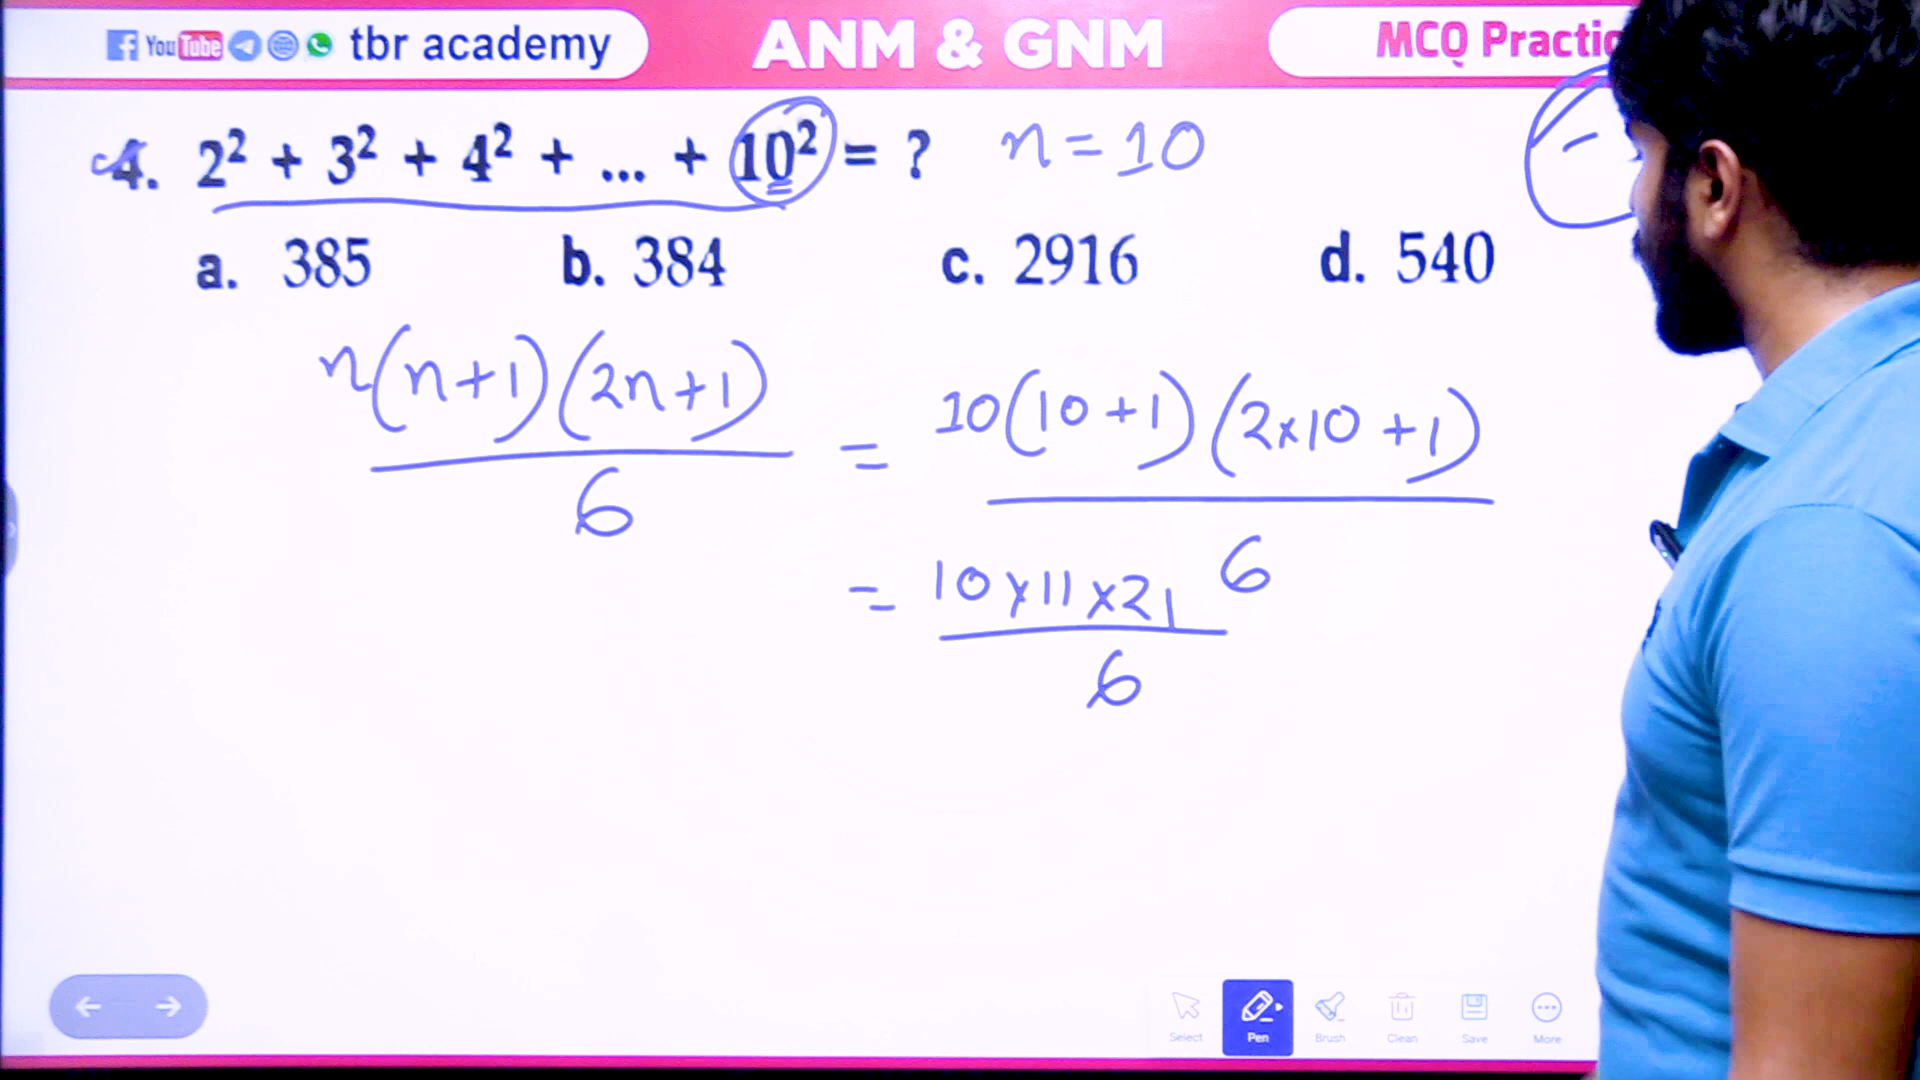 YouTube tbr academy ANM & GNM MCQ Practic
4. 2² + 3² + 4² + ... + 10² = ? n = 10
a. 385 b. 384 c. 2916 d. 540
n(n+1)(2n+1) / 6 = 10(10+1)(2×10+1) / 6
= 10×11×21 / 6
Select Pen Brush Clean Save More